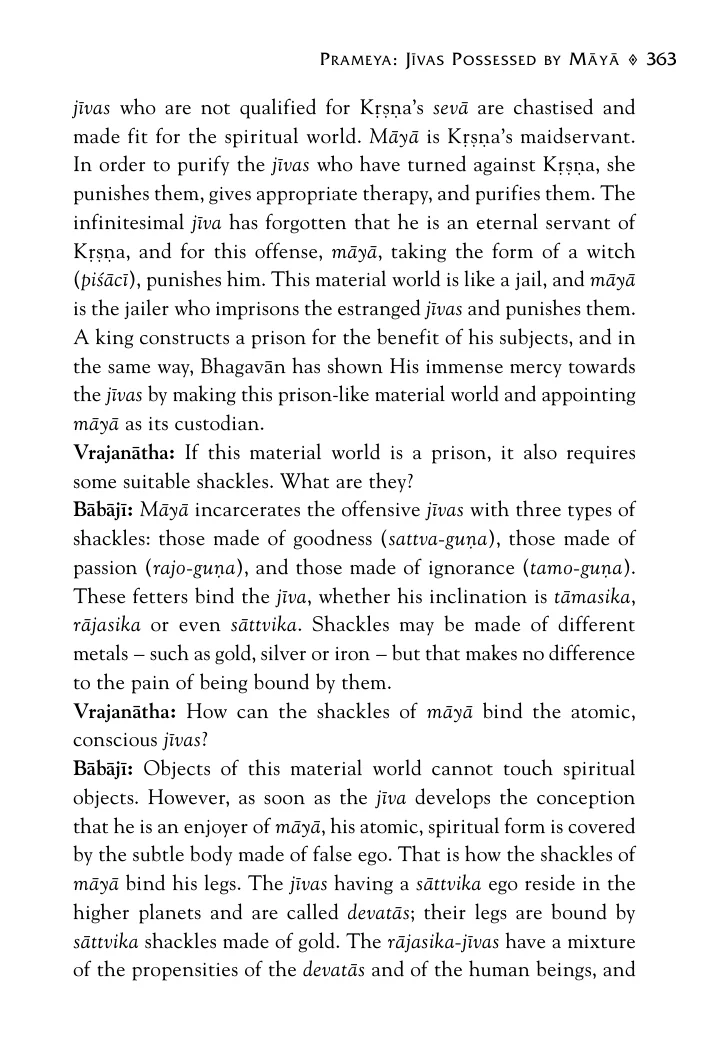 Prameya: Jīvas Possessed by Māyā ◈ 363
jīvas who are not qualified for Kṛṣṇa’s sevā are chastised and
made fit for the spiritual world. Māyā is Kṛṣṇa’s maidservant.
In order to purify the jīvas who have turned against Kṛṣṇa, she
punishes them, gives appropriate therapy, and purifies them. The
infinitesimal jīva has forgotten that he is an eternal servant of
Kṛṣṇa, and for this offense, māyā, taking the form of a witch
(piśācī), punishes him. This material world is like a jail, and māyā
is the jailer who imprisons the estranged jīvas and punishes them.
A king constructs a prison for the benefit of his subjects, and in
the same way, Bhagavān has shown His immense mercy towards
the jīvas by making this prison-like material world and appointing
māyā as its custodian.
Vrajanātha: If this material world is a prison, it also requires
some suitable shackles. What are they?
Bābājī: Māyā incarcerates the offensive jīvas with three types of
shackles: those made of goodness (sattva-guṇa), those made of
passion (rajo-guṇa), and those made of ignorance (tamo-guṇa).
These fetters bind the jīva, whether his inclination is tāmasika,
rājasika or even sāttvika. Shackles may be made of different
metals – such as gold, silver or iron – but that makes no difference
to the pain of being bound by them.
Vrajanātha: How can the shackles of māyā bind the atomic,
conscious jīvas?
Bābājī: Objects of this material world cannot touch spiritual
objects. However, as soon as the jīva develops the conception
that he is an enjoyer of māyā, his atomic, spiritual form is covered
by the subtle body made of false ego. That is how the shackles of
māyā bind his legs. The jīvas having a sāttvika ego reside in the
higher planets and are called devatās; their legs are bound by
sāttvika shackles made of gold. The rājasika-jīvas have a mixture
of the propensities of the devatās and of the human beings, and